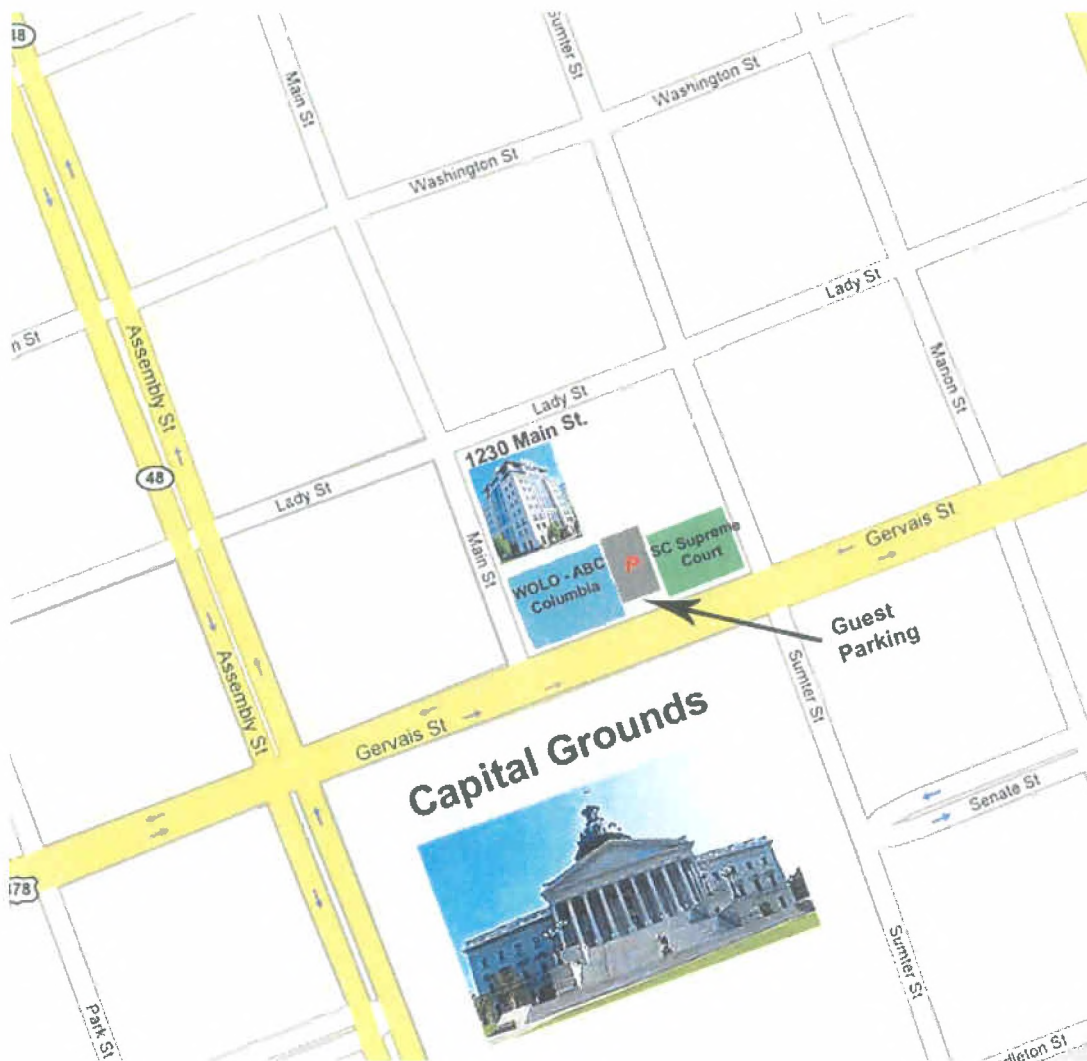 48
Main St
Sumter St
Washington St
Washington St
Lady St
Assembly St
Marion St
Lady St
1230 Main St.
48
Lady St
Main St
Gervais St
SC Supreme
Court
P
WOLO - ABC
Columbia
Guest
Parking
Assembly St
Sumter St
Gervais St
Capital Grounds
Senate St
Sumter St
Park St